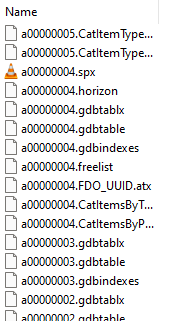 Name
a00000005.CatItemType...
a00000005.CatItemType...
a00000004.spx
a00000004.horizon
a00000004.gdbtablx
a00000004.gdbtable
a00000004.gdbindexes
a00000004.freelist
a00000004.FDO_UUID.atx
a00000004.CatItemsByT...
a00000004.CatItemsByP...
a00000003.gdbtablx
a00000003.gdbtable
a00000003.gdbindexes
a00000002.gdbtablx
a00000002.gdbtable